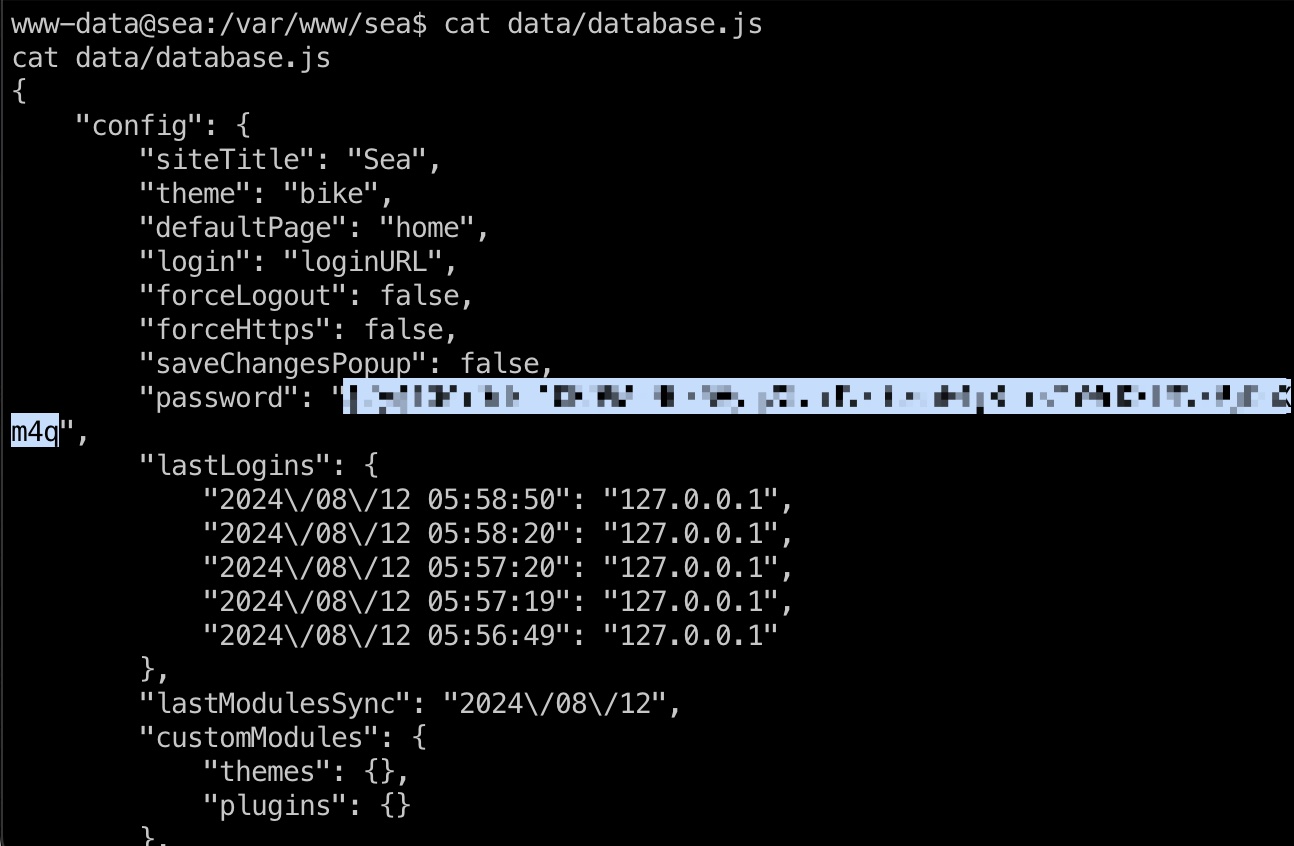 www-data@sea:/var/www/sea$ cat data/database.js
cat data/database.js
{
    "config": {
        "siteTitle": "Sea",
        "theme": "bike",
        "defaultPage": "home",
        "login": "loginURL",
        "forceLogout": false,
        "forceHttps": false,
        "saveChangesPopup": false,
        "password": "
m4q",
        "lastLogins": {
            "2024\/08\/12 05:58:50": "127.0.0.1",
            "2024\/08\/12 05:58:20": "127.0.0.1",
            "2024\/08\/12 05:57:20": "127.0.0.1",
            "2024\/08\/12 05:57:19": "127.0.0.1",
            "2024\/08\/12 05:56:49": "127.0.0.1"
        },
        "lastModulesSync": "2024\/08\/12",
        "customModules": {
            "themes": {},
            "plugins": {}
        },